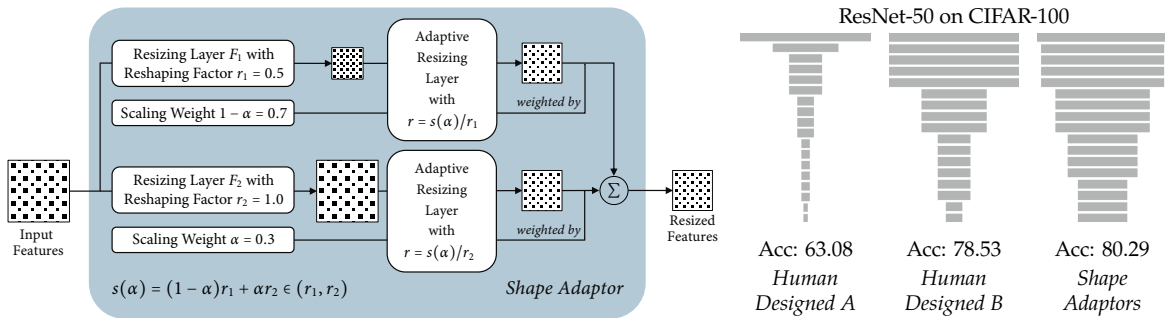 Resizing Layer F₁ with
Reshaping Factor r₁ = 0.5
Scaling Weight 1 − α = 0.7
Adaptive
Resizing
Layer
with
r = s(α)/r₁
weighted by
Input
Features
Resizing Layer F₂ with
Reshaping Factor r₂ = 1.0
Scaling Weight α = 0.3
Adaptive
Resizing
Layer
with
r = s(α)/r₂
weighted by
Σ
Resized
Features
s(α) = (1 − α)r₁ + αr₂ ∈ (r₁, r₂)
Shape Adaptor
ResNet-50 on CIFAR-100
Acc: 63.08
Human
Designed A
Acc: 78.53
Human
Designed B
Acc: 80.29
Shape
Adaptors